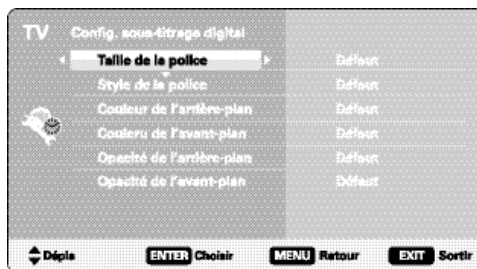 TV Config. sous-titrage digital
Taille de la police Défaut
Style de la police Défaut
Couleur de l'arrière-plan Défaut
Couleru de l'avant-plan Défaut
Opacité de l'arrière-plan Défaut
Opacité de l'avant-plan Défaut
Dépla ENTER Choisir MENU Retour EXIT Sortir